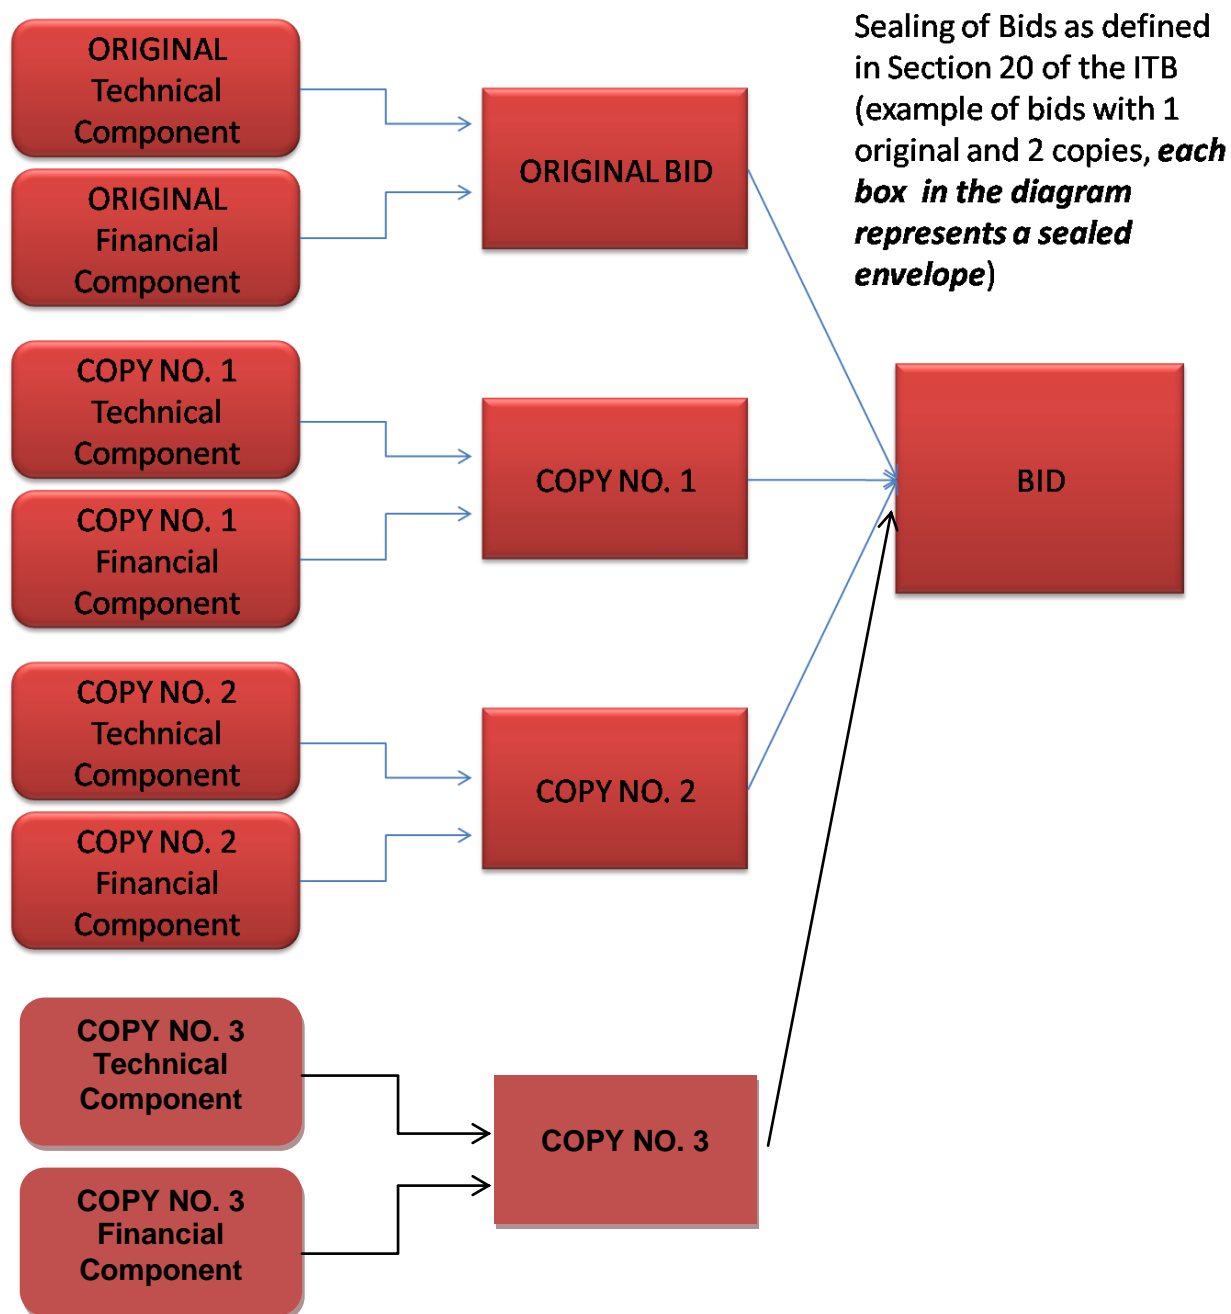 ORIGINAL
Technical
Component
ORIGINAL
Financial
Component
ORIGINAL BID
Sealing of Bids as defined
in Section 20 of the ITB
(example of bids with 1
original and 2 copies, each
box in the diagram
represents a sealed
envelope)
COPY NO. 1
Technical
Component
COPY NO. 1
Financial
Component
COPY NO. 1
BID
COPY NO. 2
Technical
Component
COPY NO. 2
Financial
Component
COPY NO. 2
COPY NO. 3
Technical
Component
COPY NO. 3
Financial
Component
COPY NO. 3